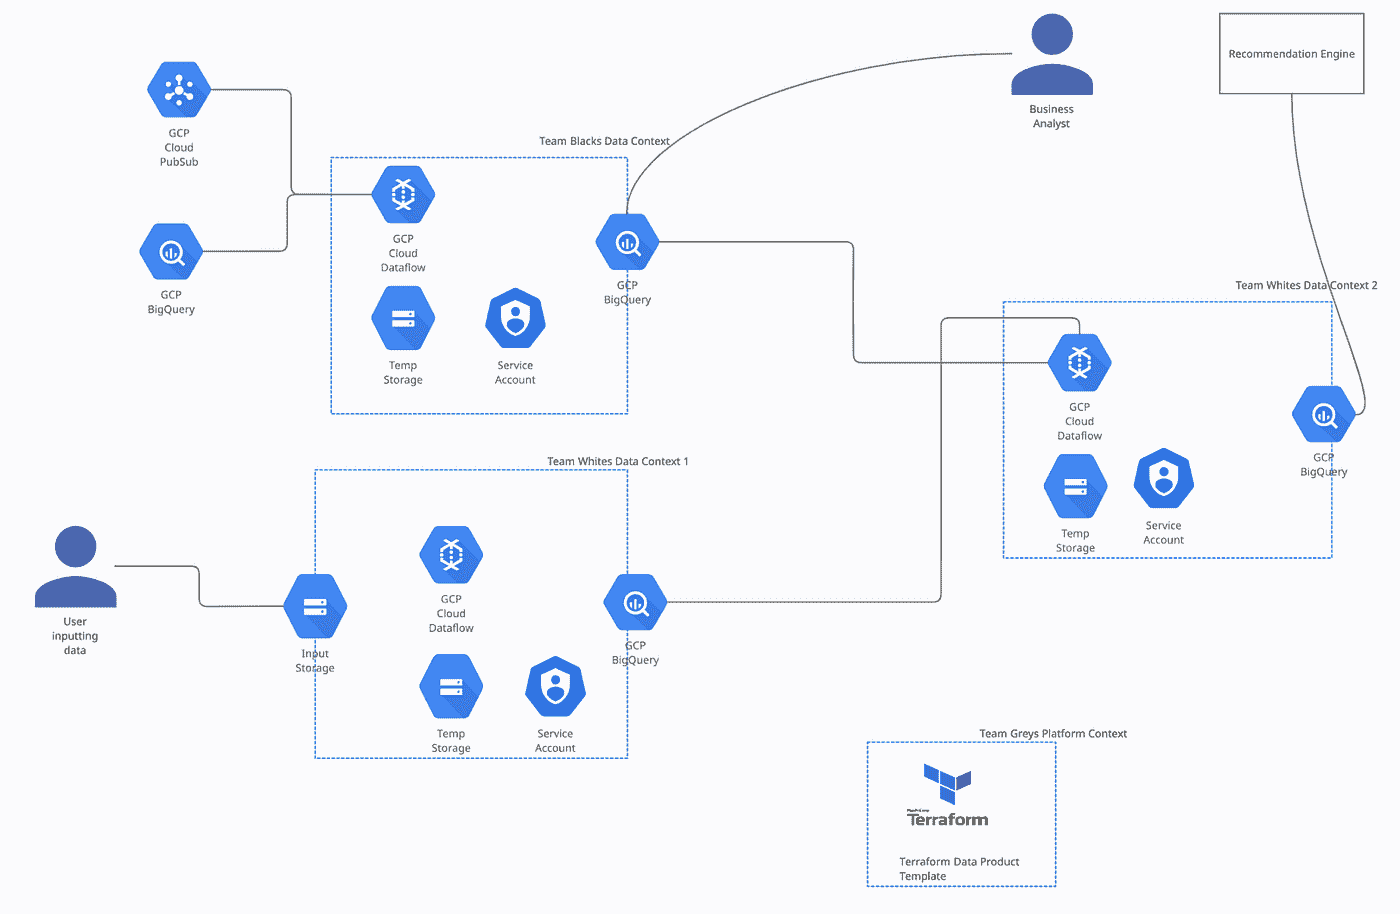 Recommendation Engine
Business
Analyst
GCP
Cloud
PubSub
Team Blacks Data Context
GCP
Cloud
Dataflow
GCP
BigQuery
GCP
BigQuery
Temp
Storage
Service
Account
Team Whites Data Context 2
GCP
Cloud
Dataflow
GCP
BigQuery
Temp
Storage
Service
Account
Team Whites Data Context 1
GCP
Cloud
Dataflow
User
inputting
data
Input
Storage
GCP
BigQuery
Temp
Storage
Service
Account
Team Greys Platform Context
Terraform
Terraform Data Product
Template